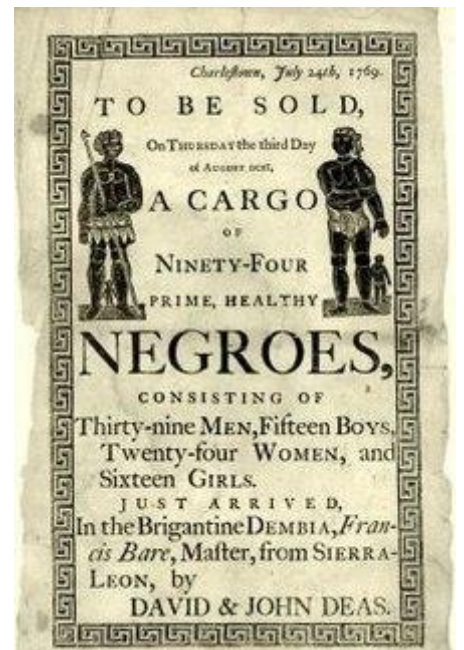 Charlestown, July 24th, 1769.
TO BE SOLD,
On THURSDAY the third Day
of AUGUST next,
A CARGO
OF
NINETY-FOUR
PRIME, HEALTHY
NEGROES,
CONSISTING OF
Thirty-nine MEN, Fifteen BOYS,
Twenty-four WOMEN, and
Sixteen GIRLS.
JUST ARRIVED,
In the Brigantine DEMBIA, Fran-
cis Bare, Maſter, from SIERRA-
LEON, by
DAVID & JOHN DEAS.